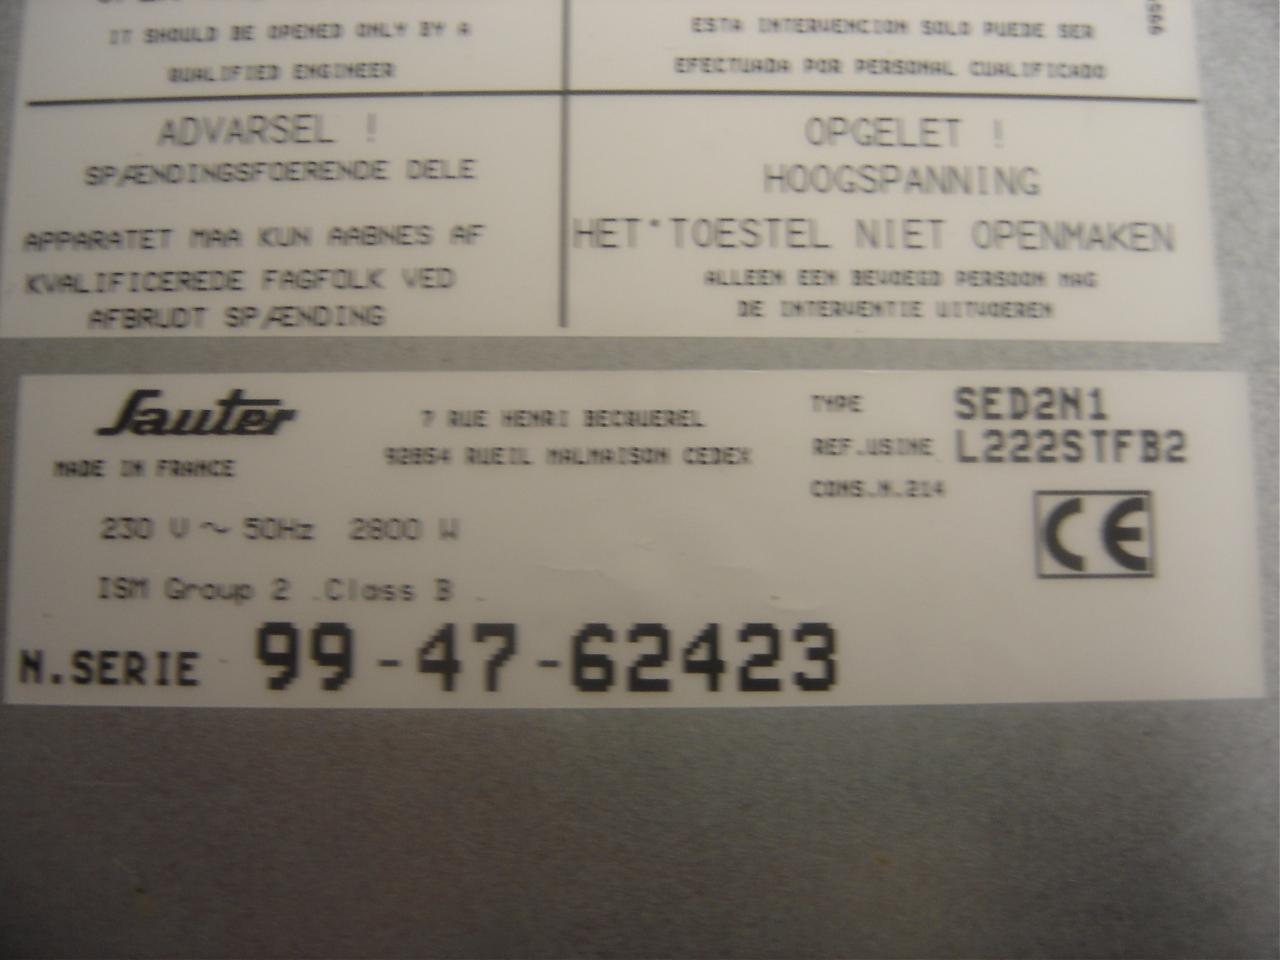 IT SHOULD BE OPENED ONLY BY A
QUALIFIED ENGINEER
ESTA INTERVENCION SOLO PUEDE SER
EFECTUADA POR PERSONAL CUALIFICADO
ADVARSEL !
SPÆNDINGSFOERENDE DELE
APPARATET MAA KUN AABNES AF
KVALIFICEREDE FAGFOLK VED
AFBRUDT SPÆNDING
OPGELET !
HOOGSPANNING
HET TOESTEL NIET OPENMAKEN
ALLEEN EEN BEVOEGD PERSOON MAG
DE INTERVENTIE UITVOEREN
Sauter
MADE IN FRANCE
7 RUE HENRI BECQUEREL
92854 RUEIL MALMAISON CEDEX
TYPE SED2N1
REF.USINE L222STFB2
CONS.N.214
CE
230 V ~ 50Hz 2800 W
ISM Group 2 .Class B
N.SERIE 99-47-62423